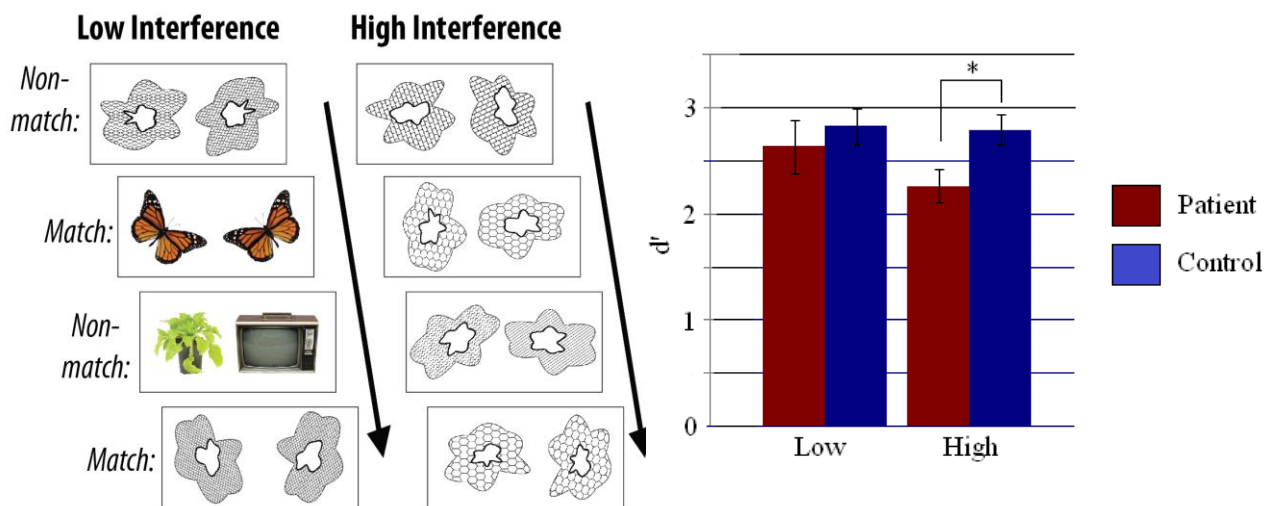 Low Interference
High Interference
Non-
match:
Match:
Non-
match:
Match:
*
3
2
1
0
d'
Low
High
Patient
Control